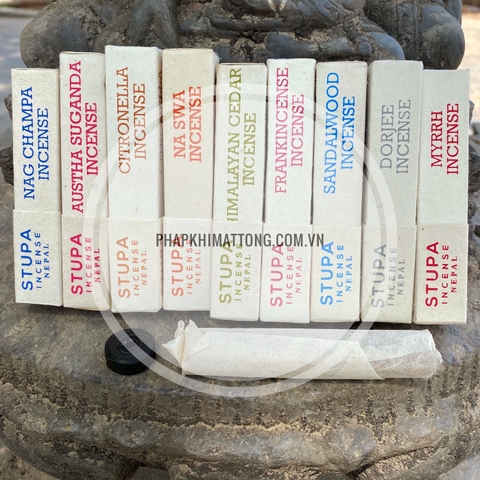 NAG CHAMPA
INCENSE
AUSTHA SUGANDA
INCENSE
CITRONELLA
INCENSE
NA SWA
INCENSE
HIMALAYAN CEDAR
INCENSE
FRANKINCENSE
INCENSE
SANDALWOOD
INCENSE
DORJEE
INCENSE
MYRRH
INCENSE
PHAPKHIMATTONG.COM.VN
STUPA
INCENSE
NEPAL
STUPA
INCENSE
NEPAL
STUPA
INCENSE
NEPAL
STUPA
INCENSE
NEPAL
STUPA
INCENSE
NEPAL
STUPA
INCENSE
NEPAL
STUPA
INCENSE
NEPAL
STUPA
INCENSE
NEPAL
STUPA
INCENSE
NEPAL